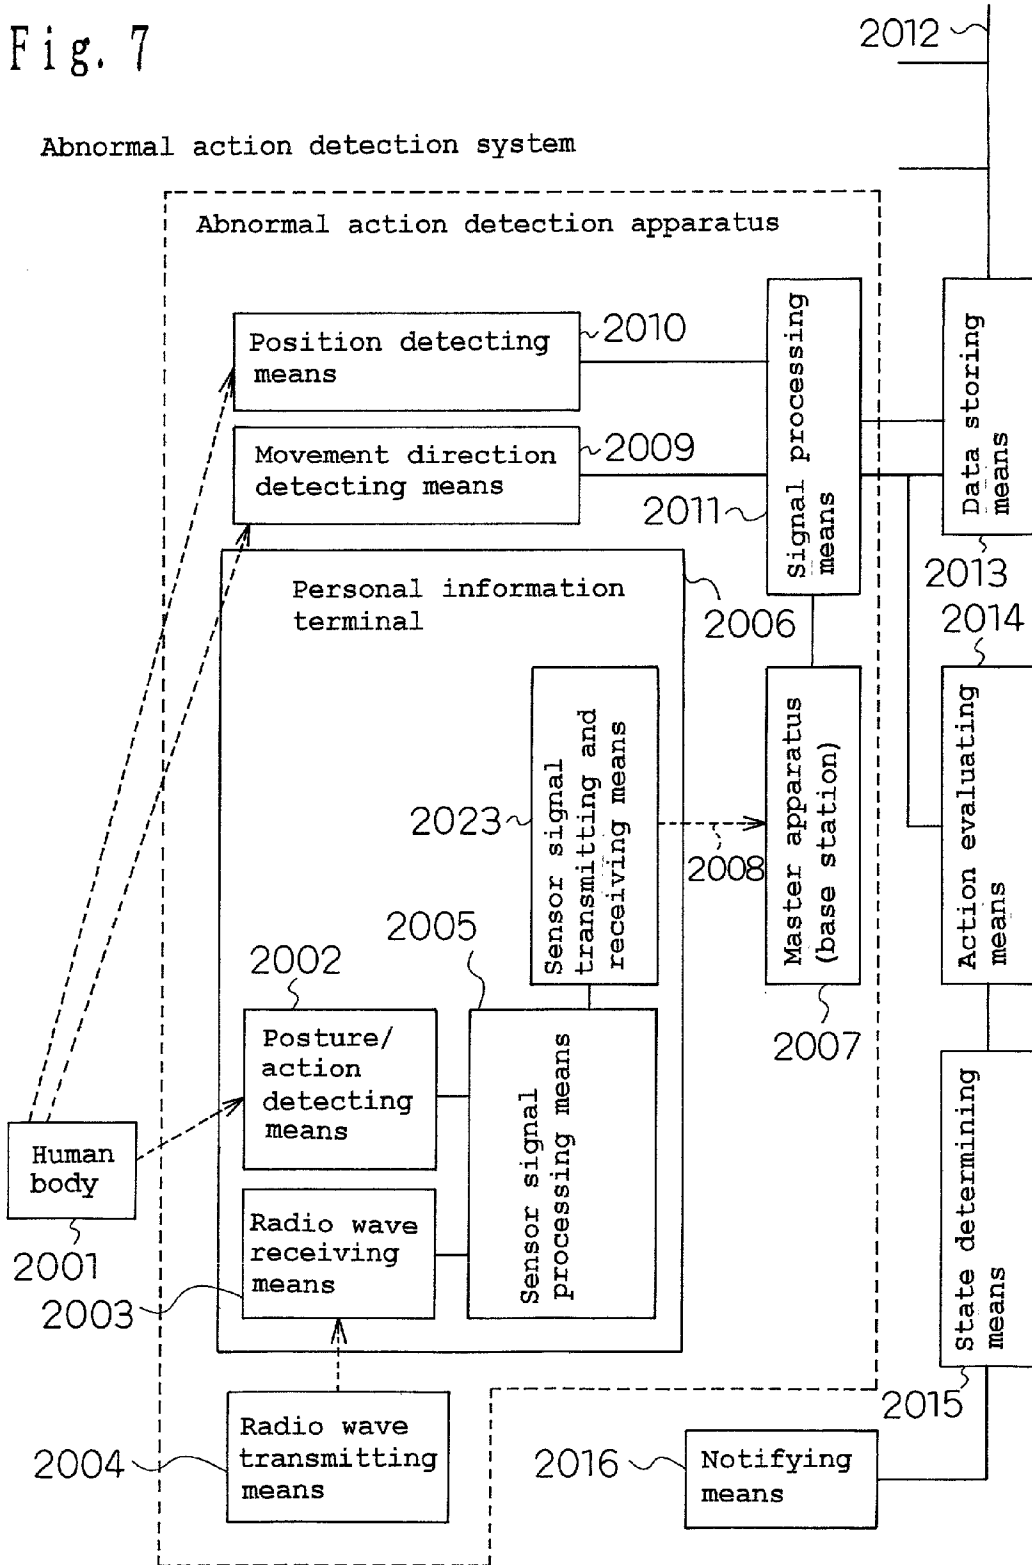 Fig. 7
2012
Abnormal action detection system
Abnormal action detection apparatus
Position detecting
means
2010
Movement direction
detecting means
2009
Signal processing
means
2011
Data storing
means
2013
Personal information
terminal
2006
2014
Sensor signal
transmitting and
receiving means
2023
2008
Master apparatus
(base station)
2007
Action evaluating
means
2005
2002
Posture/
action
detecting
means
Sensor signal
processing means
Human
body
2001
Radio wave
receiving
means
2003
State determining
means
2015
Radio wave
transmitting
means
2004
2016
Notifying
means